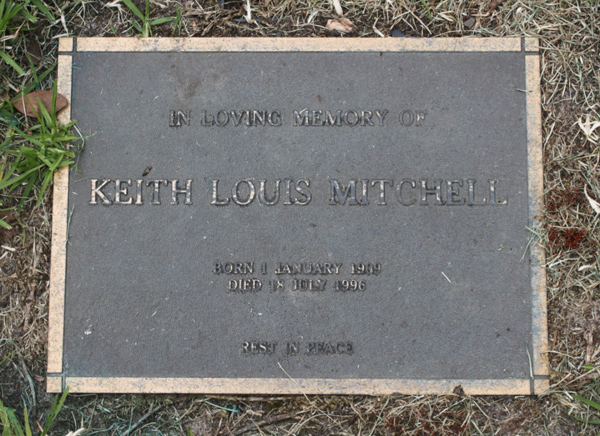 IN LOVING MEMORY OF
KEITH LOUIS MITCHELL
BORN 1 JANUARY 1909
DIED 18 JULY 1996
REST IN PEACE